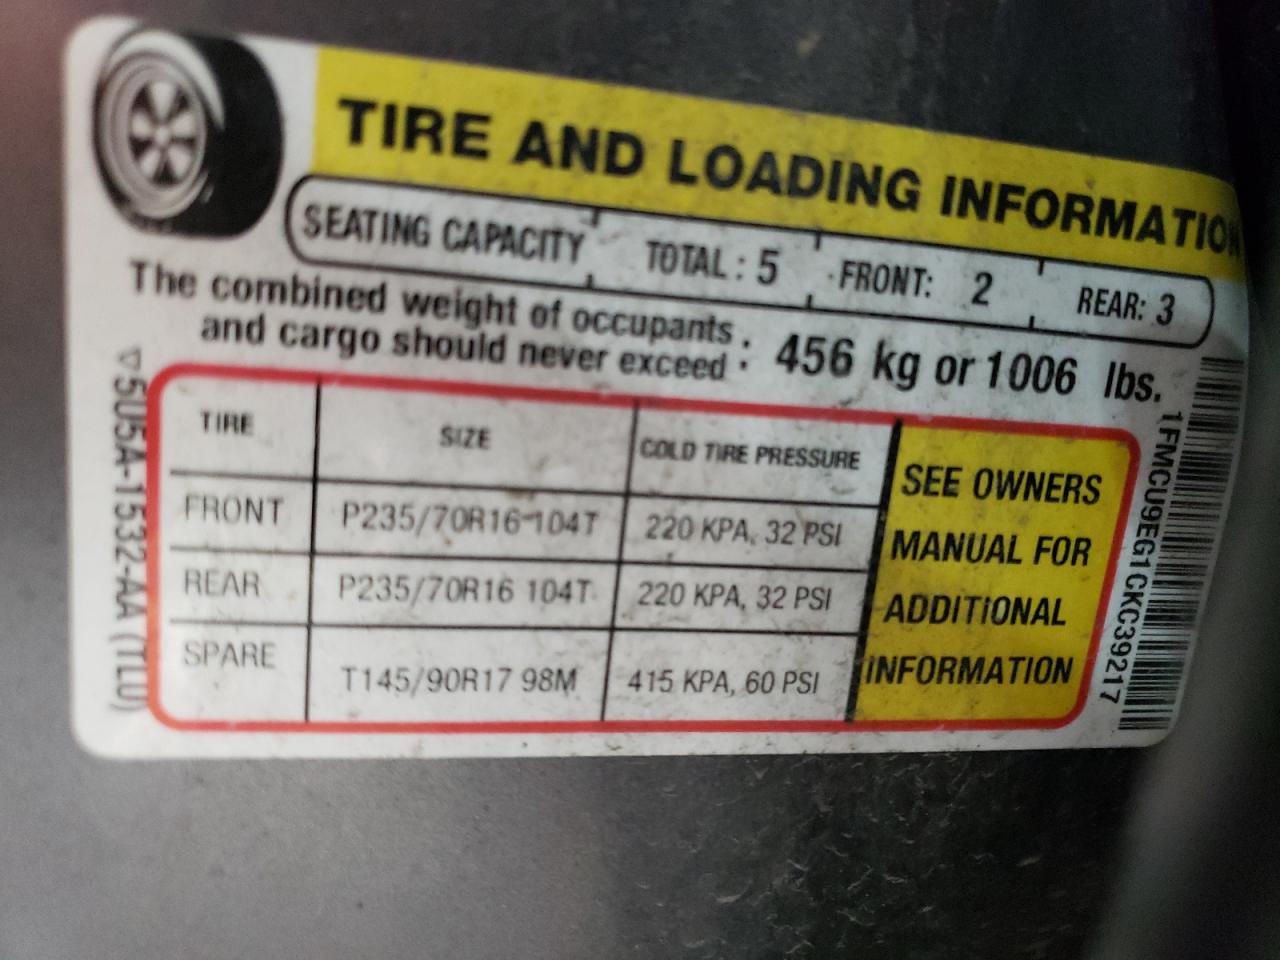 TIRE AND LOADING INFORMATION
SEATING CAPACITY TOTAL : 5 FRONT: 2 REAR: 3
The combined weight of occupants
and cargo should never exceed : 456 kg or 1006 lbs.
TIRE SIZE COLD TIRE PRESSURE
FRONT P235/70R16 104T 220 KPA, 32 PSI
REAR P235/70R16 104T 220 KPA, 32 PSI
SPARE T145/90R17 98M 415 KPA, 60 PSI
SEE OWNERS
MANUAL FOR
ADDITIONAL
INFORMATION
▽5U5A-1532-AA (TLU)
1FMCU9EG1CKC39217